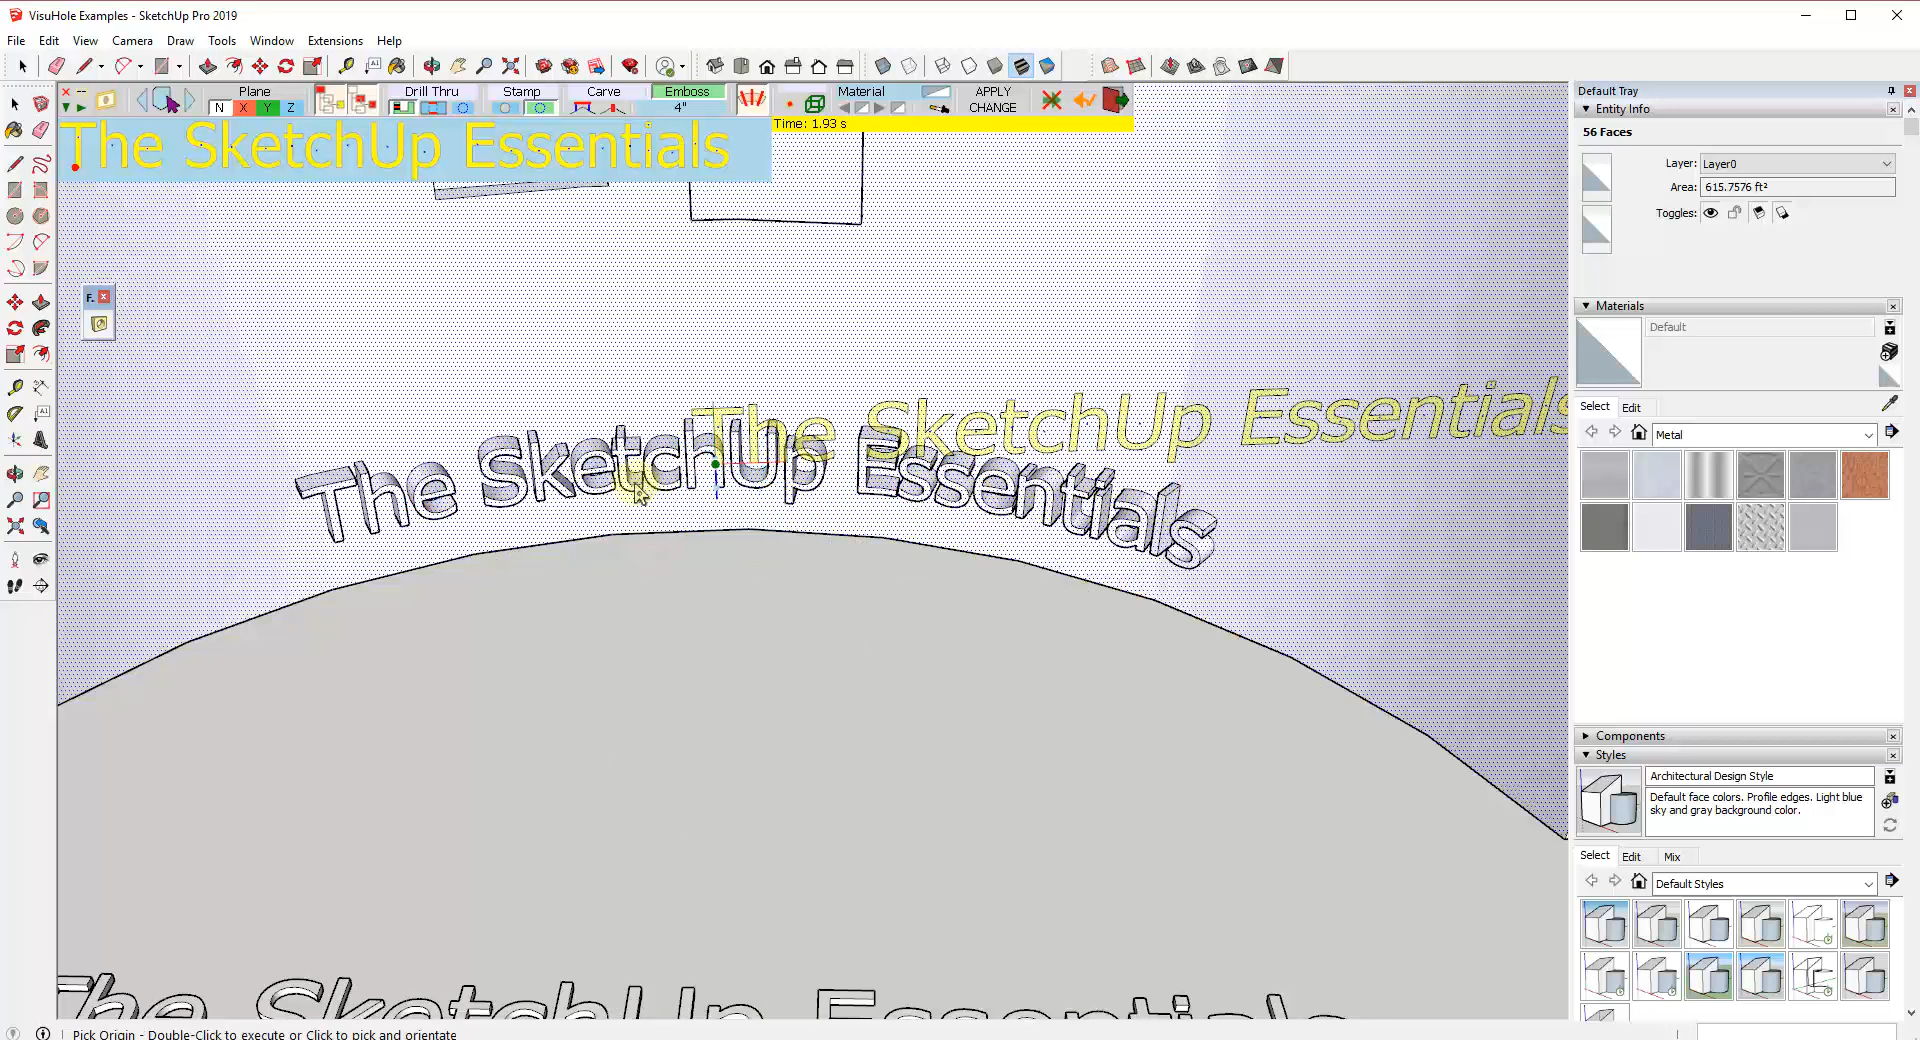 VisuHole Examples - SketchUp Pro 2019
File Edit View Camera Draw Tools Window Extensions Help
Plane
N X Y Z
Drill Thru
Stamp
Carve
Emboss
4"
Material
APPLY
CHANGE
Time: 1.93 s
The SketchUp Essentials
F.
The SketchUp Essentials
The SketchUp Essentials
The SketchUp Essentials
Default Tray
Entity Info
56 Faces
Layer: Layer0
Area: 615.7576 ft²
Toggles:
Materials
Default
Select Edit
Metal
Components
Styles
Architectural Design Style
Default face colors. Profile edges. Light blue
sky and gray background color.
Select Edit Mix
Default Styles
Pick Origin - Double-Click to execute or Click to pick and orientate